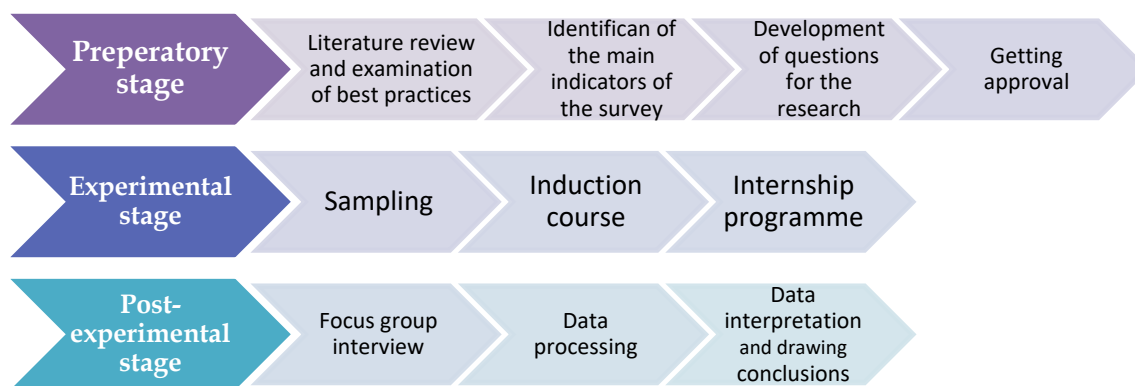 Preperatory
stage
Literature review
and examination
of best practices
Identifican of
the main
indicators of
the survey
Development
of questions
for the
research
Getting
approval
Experimental
stage
Sampling
Induction
course
Internship
programme
Post-
experimental
stage
Focus group
interview
Data
processing
Data
interpretation
and drawing
conclusions